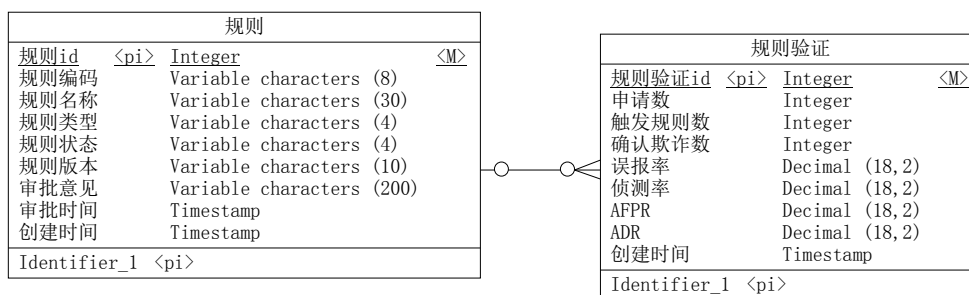 规则
规则id <pi> Integer <M>
规则编码 Variable characters (8)
规则名称 Variable characters (30)
规则类型 Variable characters (4)
规则状态 Variable characters (4)
规则版本 Variable characters (10)
审批意见 Variable characters (200)
审批时间 Timestamp
创建时间 Timestamp
Identifier_1 <pi>
规则验证
规则验证id <pi> Integer <M>
申请数 Integer
触发规则数 Integer
确认欺诈数 Integer
误报率 Decimal (18,2)
侦测率 Decimal (18,2)
AFPR Decimal (18,2)
ADR Decimal (18,2)
创建时间 Timestamp
Identifier_1 <pi>